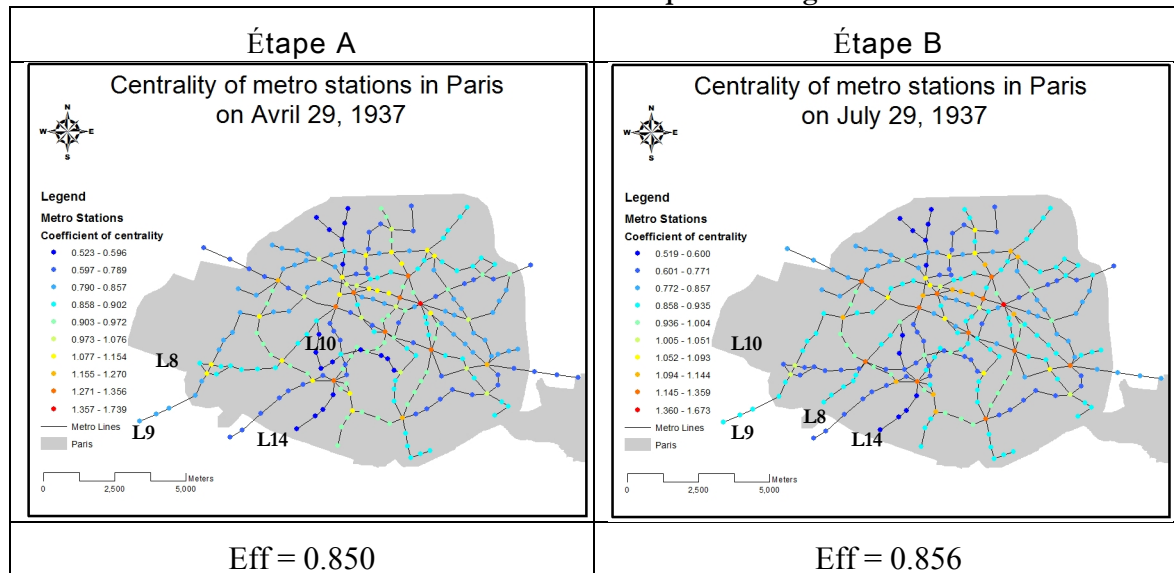 Étape A
Étape B
Centrality of metro stations in Paris
on Avril 29, 1937
N
W E
S
Legend
Metro Stations
Coefficient of centrality
0.523 - 0.596
0.597 - 0.789
0.790 - 0.857
0.858 - 0.902
0.903 - 0.972
0.973 - 1.076
1.077 - 1.154
1.155 - 1.270
1.271 - 1.356
1.357 - 1.739
Metro Lines
Paris
L10
L8
L9
L14
Meters
0 2,500 5,000
Centrality of metro stations in Paris
on July 29, 1937
N
W E
S
Legend
Metro Stations
Coefficient of centrality
0.519 - 0.600
0.601 - 0.771
0.772 - 0.857
0.858 - 0.935
0.936 - 1.004
1.005 - 1.051
1.052 - 1.093
1.094 - 1.144
1.145 - 1.359
1.360 - 1.673
Metro Lines
Paris
L10
L8
L9
L14
Meters
0 2,500 5,000
Eff = 0.850
Eff = 0.856